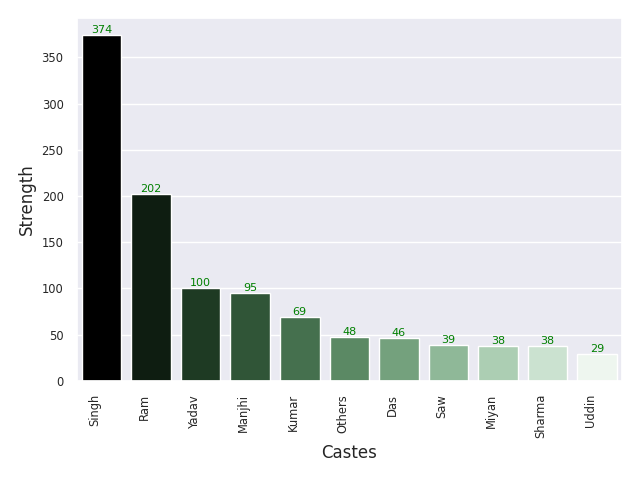 374
202
100
95
69
48
46
39
38
38
29
350
300
250
200
150
100
50
0
Strength
Singh
Ram
Yadav
Manjhi
Kumar
Others
Das
Saw
Miyan
Sharma
Uddin
Castes